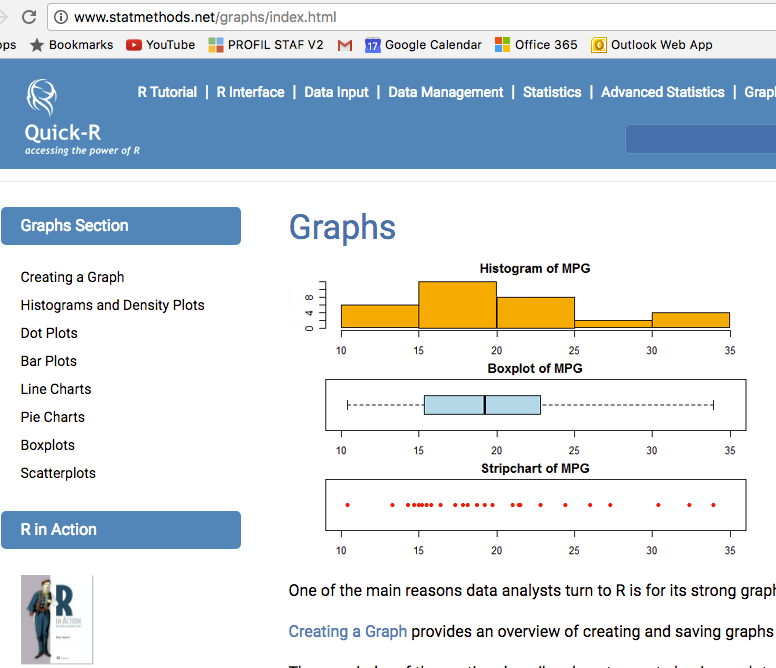 www.statmethods.net/graphs/index.html
Bookmarks YouTube PROFIL STAF V2 17 Google Calendar Office 365 Outlook Web App
R Tutorial | R Interface | Data Input | Data Management | Statistics | Advanced Statistics |
Quick-R
accessing the power of R
Graphs Section
Creating a Graph
Histograms and Density Plots
Dot Plots
Bar Plots
Line Charts
Pie Charts
Boxplots
Scatterplots
R in Action
R
IN ACTION
Graphs
Histogram of MPG
8
4
0
10 15 20 25 30 35
Boxplot of MPG
10 15 20 25 30 35
Stripchart of MPG
10 15 20 25 30 35
One of the main reasons data analysts turn to R is for its strong
Creating a Graph provides an overview of creating and saving graphs